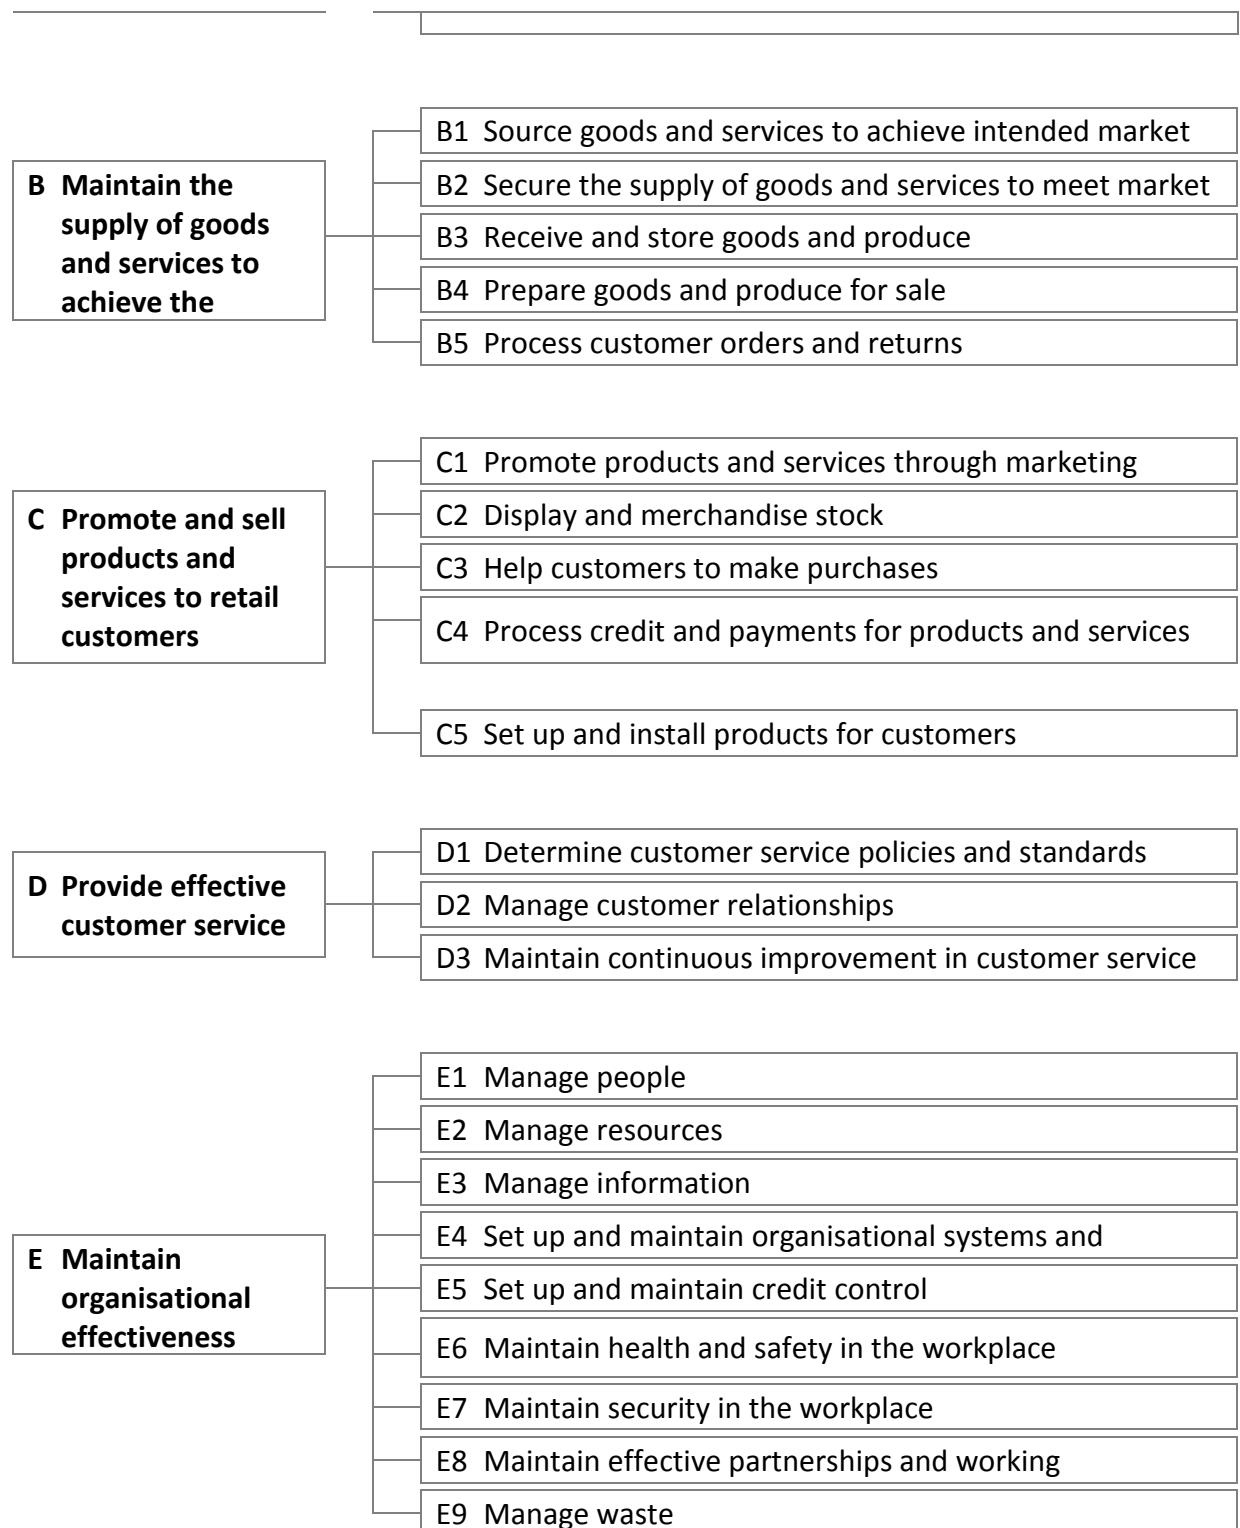 B Maintain the
supply of goods
and services to
achieve the
B1 Source goods and services to achieve intended market
B2 Secure the supply of goods and services to meet market
B3 Receive and store goods and produce
B4 Prepare goods and produce for sale
B5 Process customer orders and returns
C Promote and sell
products and
services to retail
customers
C1 Promote products and services through marketing
C2 Display and merchandise stock
C3 Help customers to make purchases
C4 Process credit and payments for products and services
C5 Set up and install products for customers
D Provide effective
customer service
D1 Determine customer service policies and standards
D2 Manage customer relationships
D3 Maintain continuous improvement in customer service
E Maintain
organisational
effectiveness
E1 Manage people
E2 Manage resources
E3 Manage information
E4 Set up and maintain organisational systems and
E5 Set up and maintain credit control
E6 Maintain health and safety in the workplace
E7 Maintain security in the workplace
E8 Maintain effective partnerships and working
E9 Manage waste